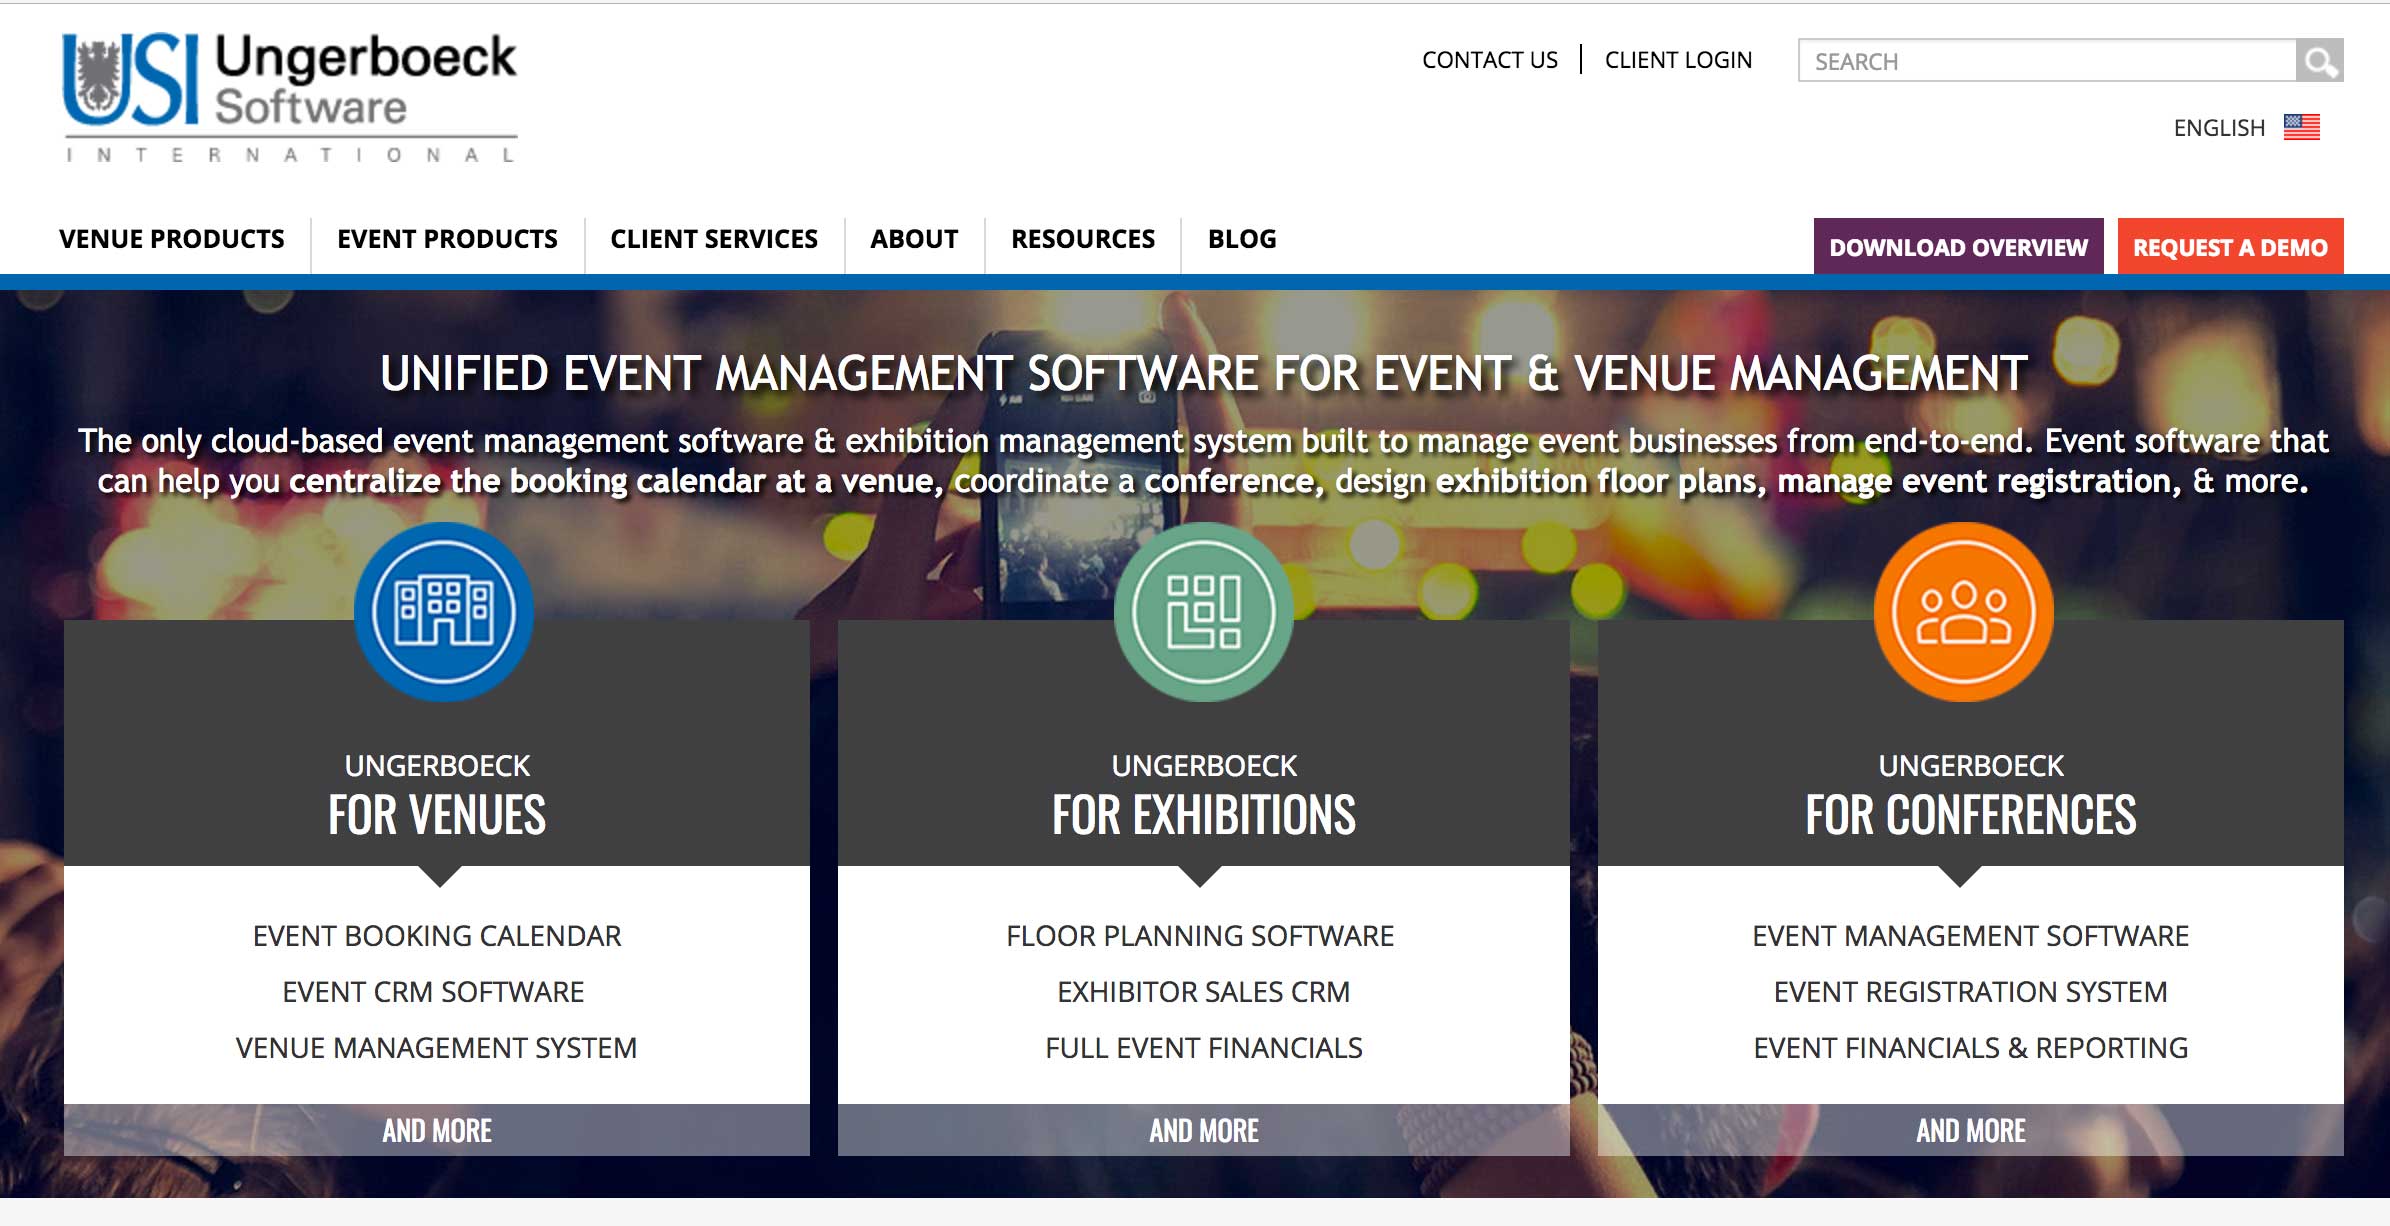 USI Ungerboeck
Software
INTERNATIONAL
CONTACT US
CLIENT LOGIN
SEARCH
ENGLISH
VENUE PRODUCTS
EVENT PRODUCTS
CLIENT SERVICES
ABOUT
RESOURCES
BLOG
DOWNLOAD OVERVIEW
REQUEST A DEMO
UNIFIED EVENT MANAGEMENT SOFTWARE FOR EVENT & VENUE MANAGEMENT
The only cloud-based event management software & exhibition management system built to manage event businesses from end-to-end. Event software that
can help you centralize the booking calendar at a venue, coordinate a conference, design exhibition floor plans, manage event registration, & more.
UNGERBOECK
FOR VENUES
EVENT BOOKING CALENDAR
EVENT CRM SOFTWARE
VENUE MANAGEMENT SYSTEM
AND MORE
UNGERBOECK
FOR EXHIBITIONS
FLOOR PLANNING SOFTWARE
EXHIBITOR SALES CRM
FULL EVENT FINANCIALS
AND MORE
UNGERBOECK
FOR CONFERENCES
EVENT MANAGEMENT SOFTWARE
EVENT REGISTRATION SYSTEM
EVENT FINANCIALS & REPORTING
AND MORE